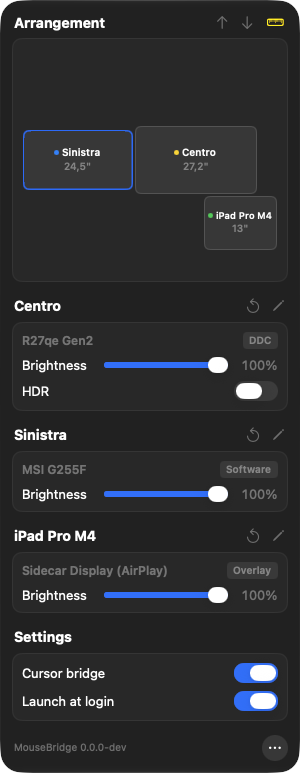 Arrangement
Sinistra
24,5"
Centro
27,2"
iPad Pro M4
13"
Centro
R27qe Gen2 DDC
Brightness 100%
HDR
Sinistra
MSI G255F Software
Brightness 100%
iPad Pro M4
Sidecar Display (AirPlay) Overlay
Brightness 100%
Settings
Cursor bridge
Launch at login
MouseBridge 0.0.0-dev